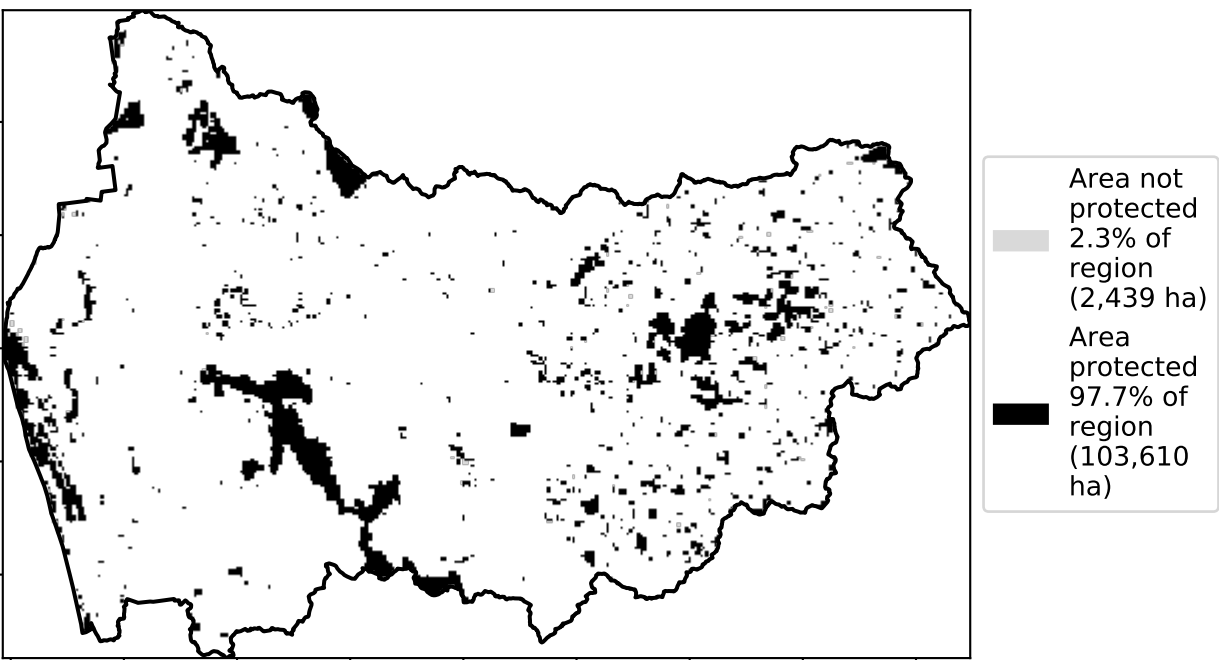 Area not
protected
2.3% of
region
(2,439 ha)
Area
protected
97.7% of
region
(103,610
ha)